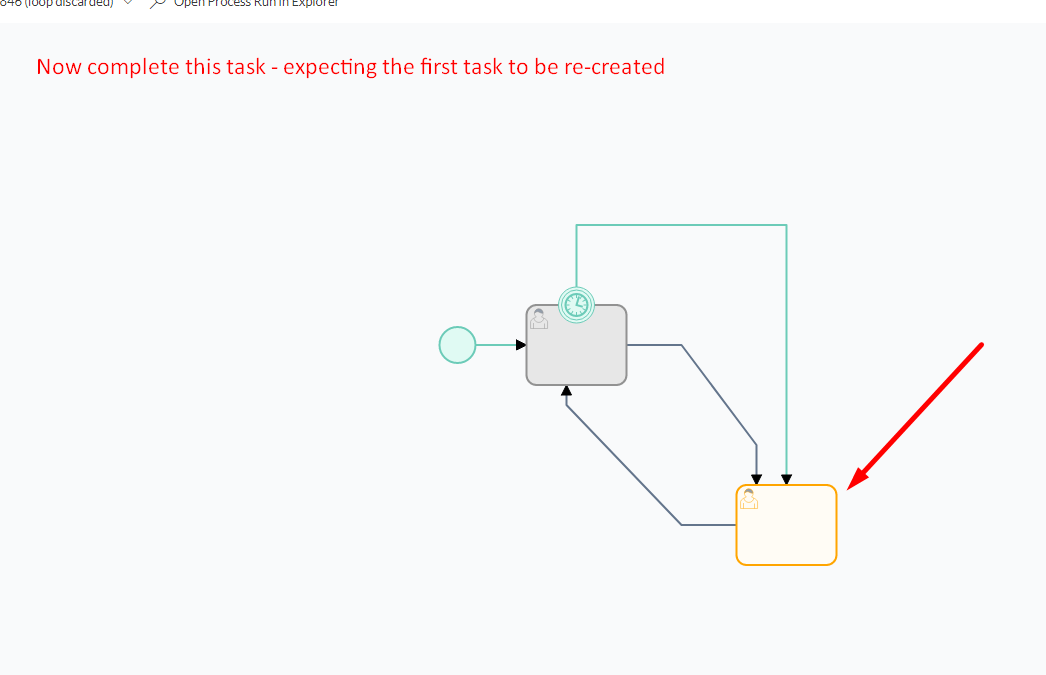 846 (loop discarded) Open Process Run in Explorer
Now complete this task - expecting the first task to be re-created